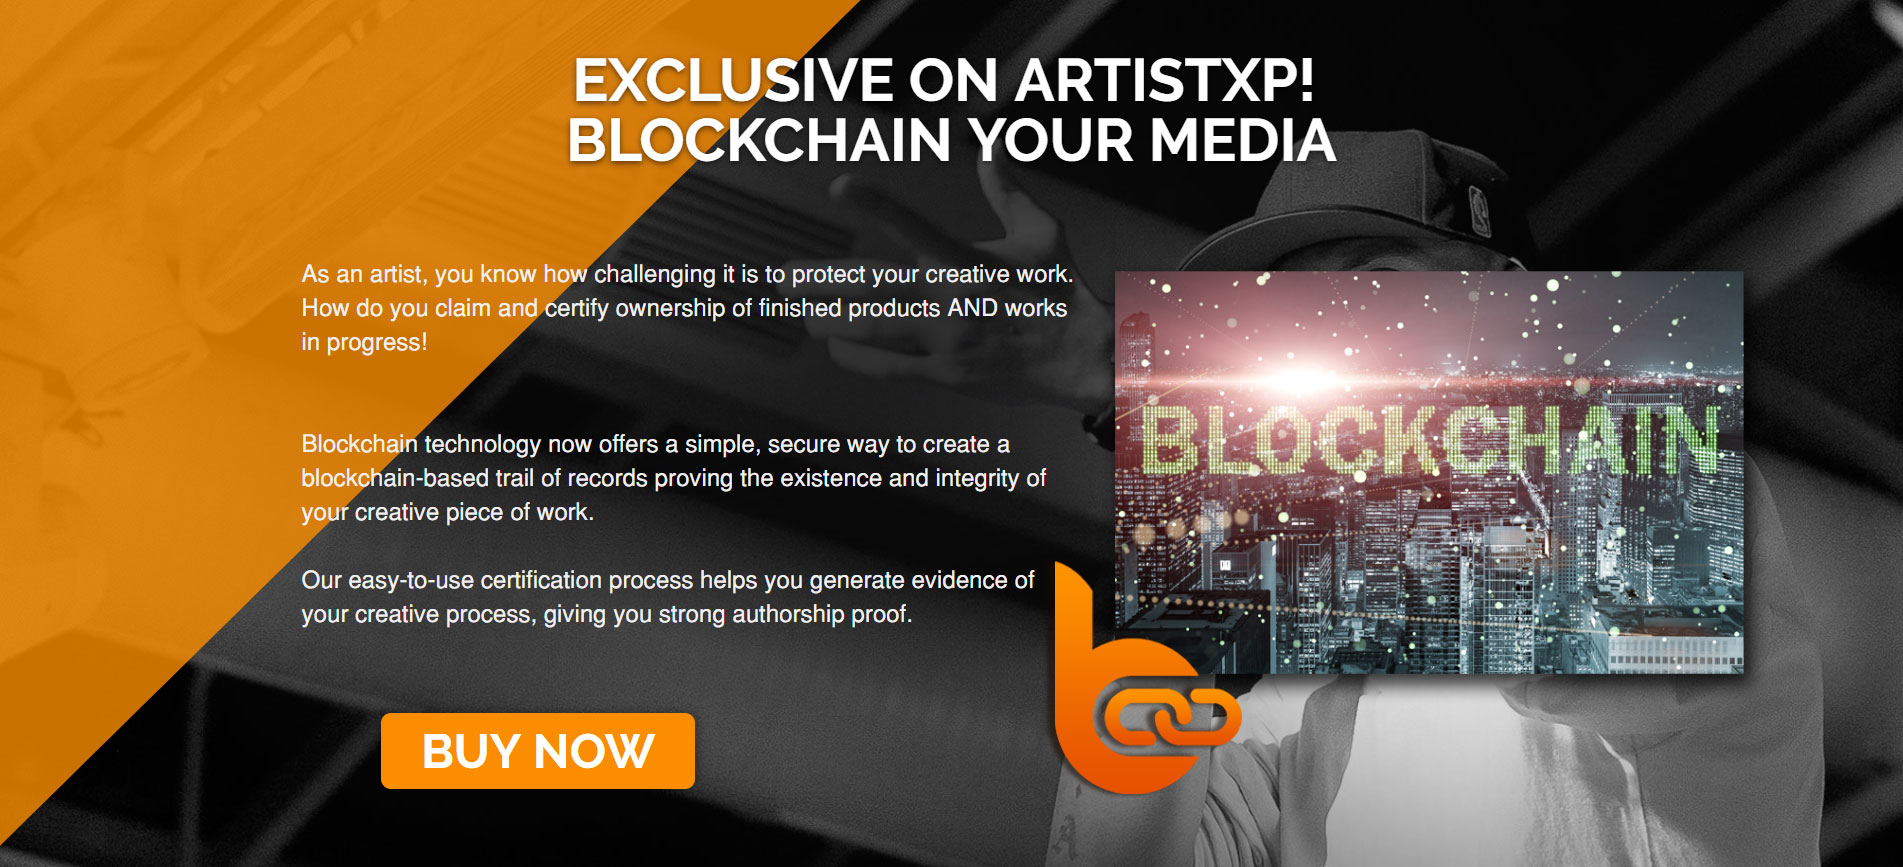 EXCLUSIVE ON ARTISTXP!
BLOCKCHAIN YOUR MEDIA
As an artist, you know how challenging it is to protect your creative work.
How do you claim and certify ownership of finished products AND works
in progress!
BLOCKCHAIN
Blockchain technology now offers a simple, secure way to create a
blockchain-based trail of records proving the existence and integrity of
your creative piece of work.
Our easy-to-use certification process helps you generate evidence of
your creative process, giving you strong authorship proof.
BUY NOW